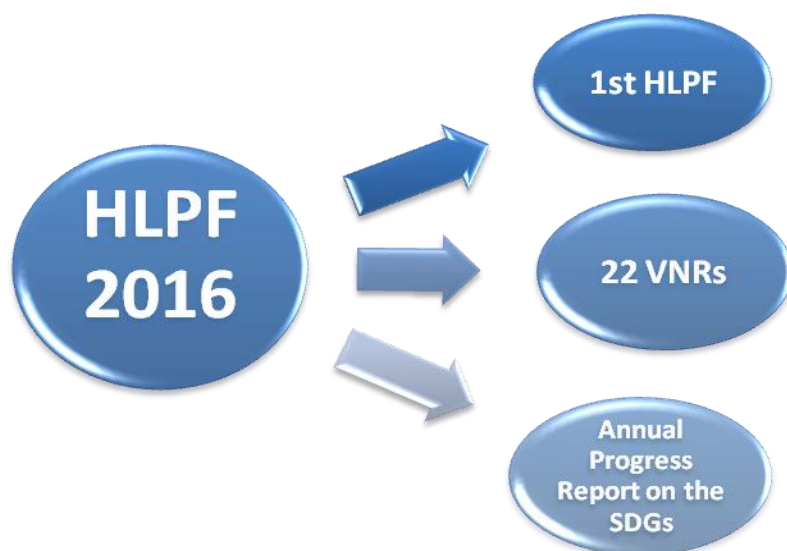 HLPF
2016
1st HLPF
22 VNRs
Annual
Progress
Report on the
SDGs